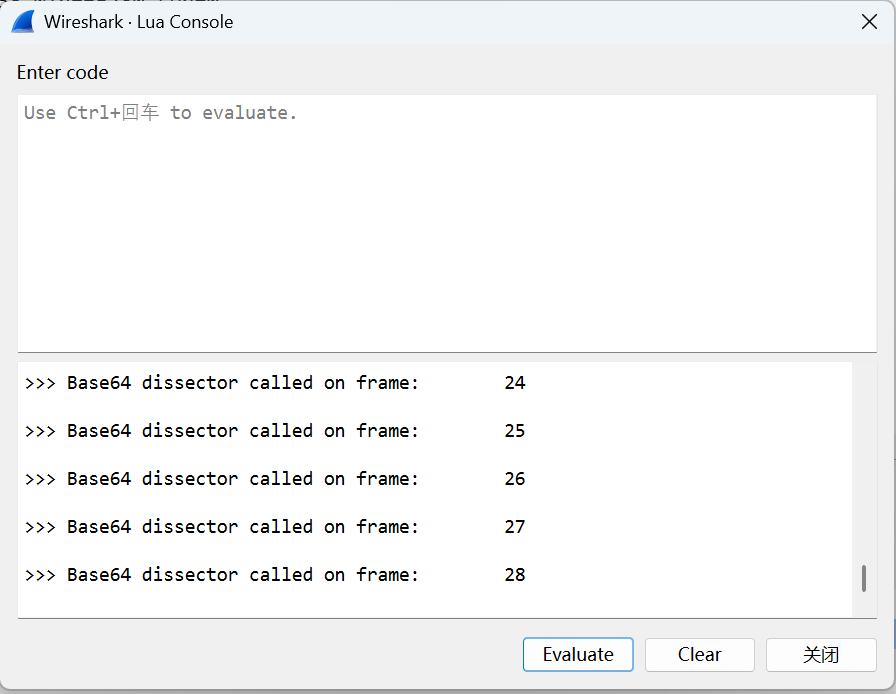 Wireshark · Lua Console
Enter code
Use Ctrl+回车 to evaluate.
>>> Base64 dissector called on frame: 24
>>> Base64 dissector called on frame: 25
>>> Base64 dissector called on frame: 26
>>> Base64 dissector called on frame: 27
>>> Base64 dissector called on frame: 28
Evaluate Clear 关闭